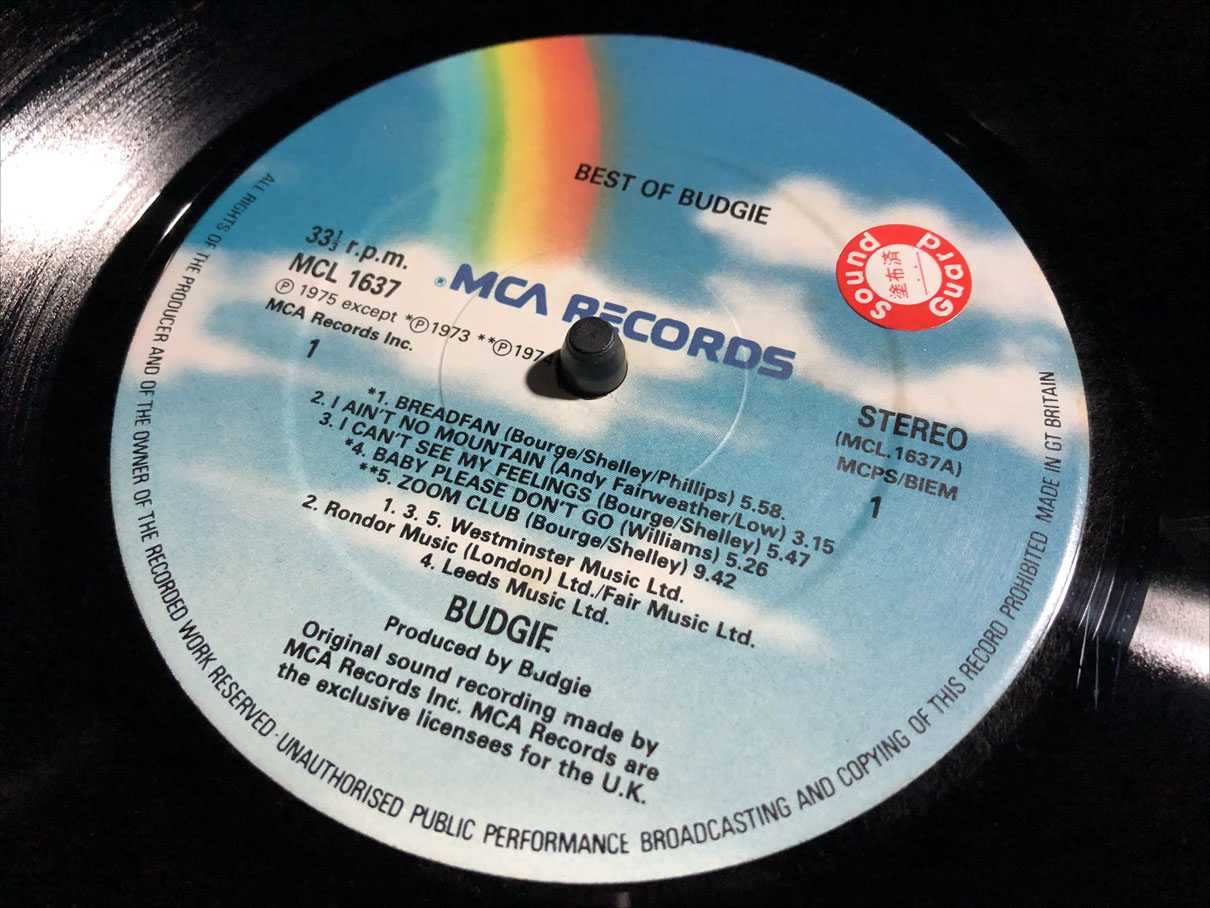 BEST OF BUDGIE
33⅓ r.p.m.
MCL 1637
℗ 1975 except *℗1973 **℗1974
MCA Records Inc.
1
MCA RECORDS
Sound Guard
塗布済
STEREO
(MCL.1637A)
MCPS/BIEM
1
*1. BREADFAN (Bourge/Shelley/Phillips) 5.58.
2. I AIN'T NO MOUNTAIN (Andy Fairweather/Low) 3.15
3. I CAN'T SEE MY FEELINGS (Bourge/Shelley) 5.47
*4. BABY PLEASE DON'T GO (Williams) 5.26
**5. ZOOM CLUB (Bourge/Shelley) 9.42
1. 3. 5. Westminster Music Ltd.
2. Rondor Music (London) Ltd./Fair Music Ltd.
4. Leeds Music Ltd.
BUDGIE
Produced by Budgie
Original sound recording made by
MCA Records Inc. MCA Records are
the exclusive licensees for the U.K.
ALL RIGHTS OF THE PRODUCER AND OF THE OWNER OF THE RECORDED WORK RESERVED · UNAUTHORISED PUBLIC PERFORMANCE BROADCASTING AND COPYING OF THIS RECORD PROHIBITED MADE IN GT BRITAIN